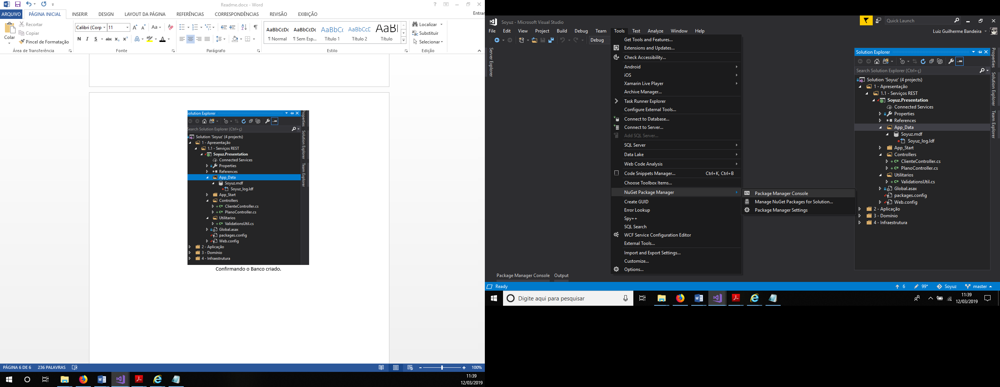 Readme.docx - Word
ARQUIVO PÁGINA INICIAL INSERIR DESIGN LAYOUT DA PÁGINA REFERÊNCIAS CORRESPONDÊNCIAS REVISÃO EXIBIÇÃO Entrar
Colar
Recortar
Copiar
Pincel de Formatação
Área de Transferência
Calibri (Corp 11
Fonte
Parágrafo
AaBbCcDc AaBbCcDc AaBbCc AaBbCcD AaBl
¶ Normal ¶ Sem Esp... Título 1 Título 2 Título
Estilo
Localizar
Substituir
Selecionar
Edição
Solution Explorer
Search Solution Explorer (Ctrl+ç)
Solution 'Soyuz' (4 projects)
1 - Apresentação
1.1 - Serviços REST
Soyuz.Presentation
Connected Services
Properties
References
App_Data
Soyuz.mdf
Soyuz_log.ldf
App_Start
Controllers
ClienteController.cs
PlanoController.cs
Utilitarios
ValidationsUtil.cs
Global.asax
packages.config
Web.config
2 - Aplicação
3 - Domínio
4 - Infraestrutura
Properties
Solution Explorer
Team Explorer
Confirmando o Banco criado.
PÁGINA 6 DE 6 236 PALAVRAS 100%
11:39
12/03/2019
Soyuz - Microsoft Visual Studio
Quick Launch
File Edit View Project Build Debug Team Tools Test Analyze Window Help
Luiz Guilherme Bandeira
Debug
Server Explorer
Get Tools and Features...
Extensions and Updates...
Check Accessibility...
Android
iOS
Xamarin Live Player
Archive Manager...
Task Runner Explorer
Configure External Tools...
Connect to Database...
Connect to Server...
Add SQL Server...
SQL Server
Data Lake
Web Code Analysis
Code Snippets Manager... Ctrl+K, Ctrl+B
Choose Toolbox Items...
NuGet Package Manager
Create GUID
Error Lookup
Spy++
SQL Search
WCF Service Configuration Editor
External Tools...
Import and Export Settings...
Customize...
Options...
Package Manager Console
Manage NuGet Packages for Solution...
Package Manager Settings
Solution Explorer
Search Solution Explorer (Ctrl+ç)
Solution 'Soyuz' (4 projects)
1 - Apresentação
1.1 - Serviços REST
Soyuz.Presentation
Connected Services
Properties
References
App_Data
Soyuz.mdf
Soyuz_log.ldf
App_Start
Controllers
ClienteController.cs
PlanoController.cs
Utilitarios
ValidationsUtil.cs
Global.asax
packages.config
Web.config
2 - Aplicação
3 - Domínio
4 - Infraestrutura
Properties
Solution Explorer
Team Explorer
Package Manager Console Output
Ready 6 99* Soyuz master
Digite aqui para pesquisar
11:39
12/03/2019